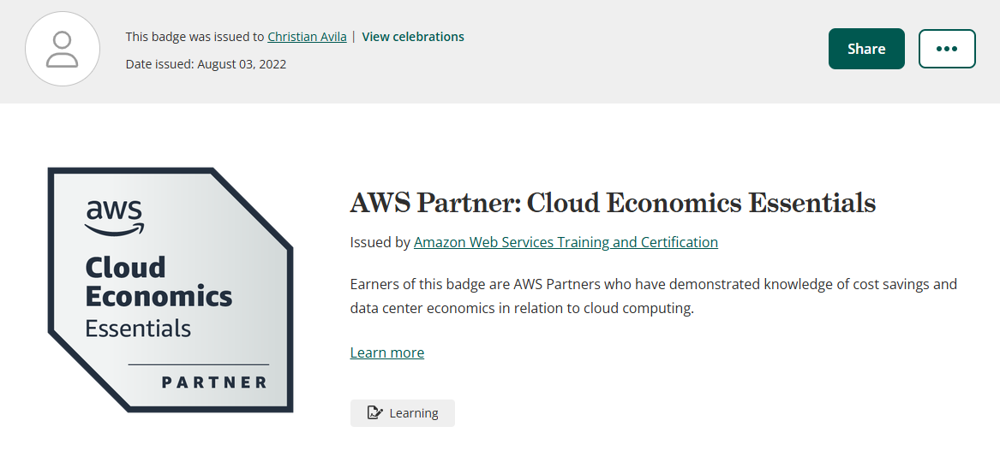 This badge was issued to Christian Avila | View celebrations
Date issued: August 03, 2022
Share
aws
Cloud
Economics
Essentials
PARTNER
AWS Partner: Cloud Economics Essentials
Issued by Amazon Web Services Training and Certification
Earners of this badge are AWS Partners who have demonstrated knowledge of cost savings and
data center economics in relation to cloud computing.
Learn more
Learning